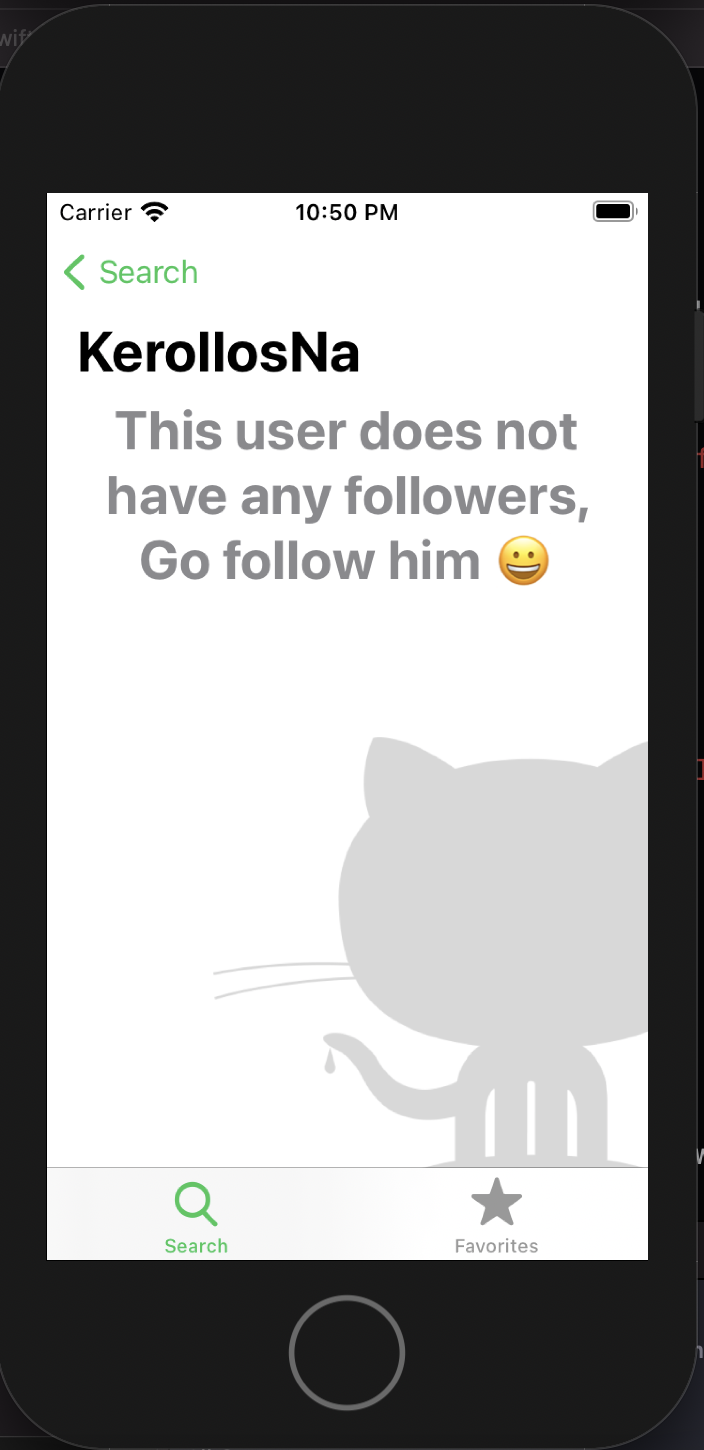 Carrier 10:50 PM
Search
KerollosNa
This user does not
have any followers,
Go follow him 😀
Search Favorites